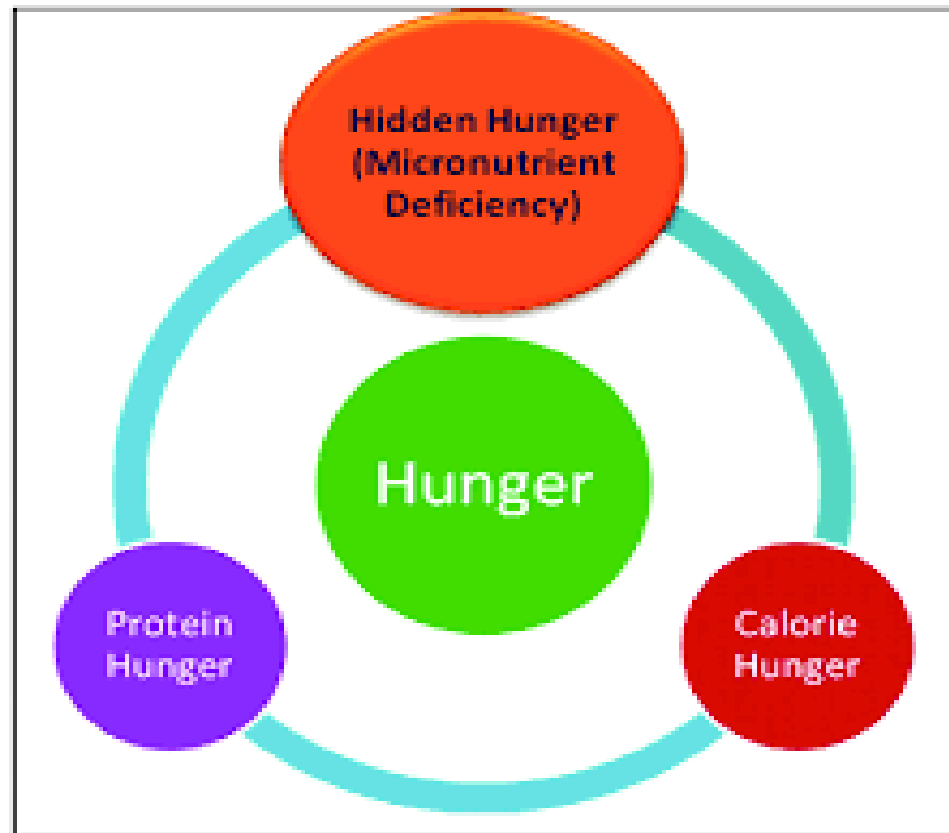 Hidden Hunger
(Micronutrient
Deficiency)
Hunger
Protein
Hunger
Calorie
Hunger